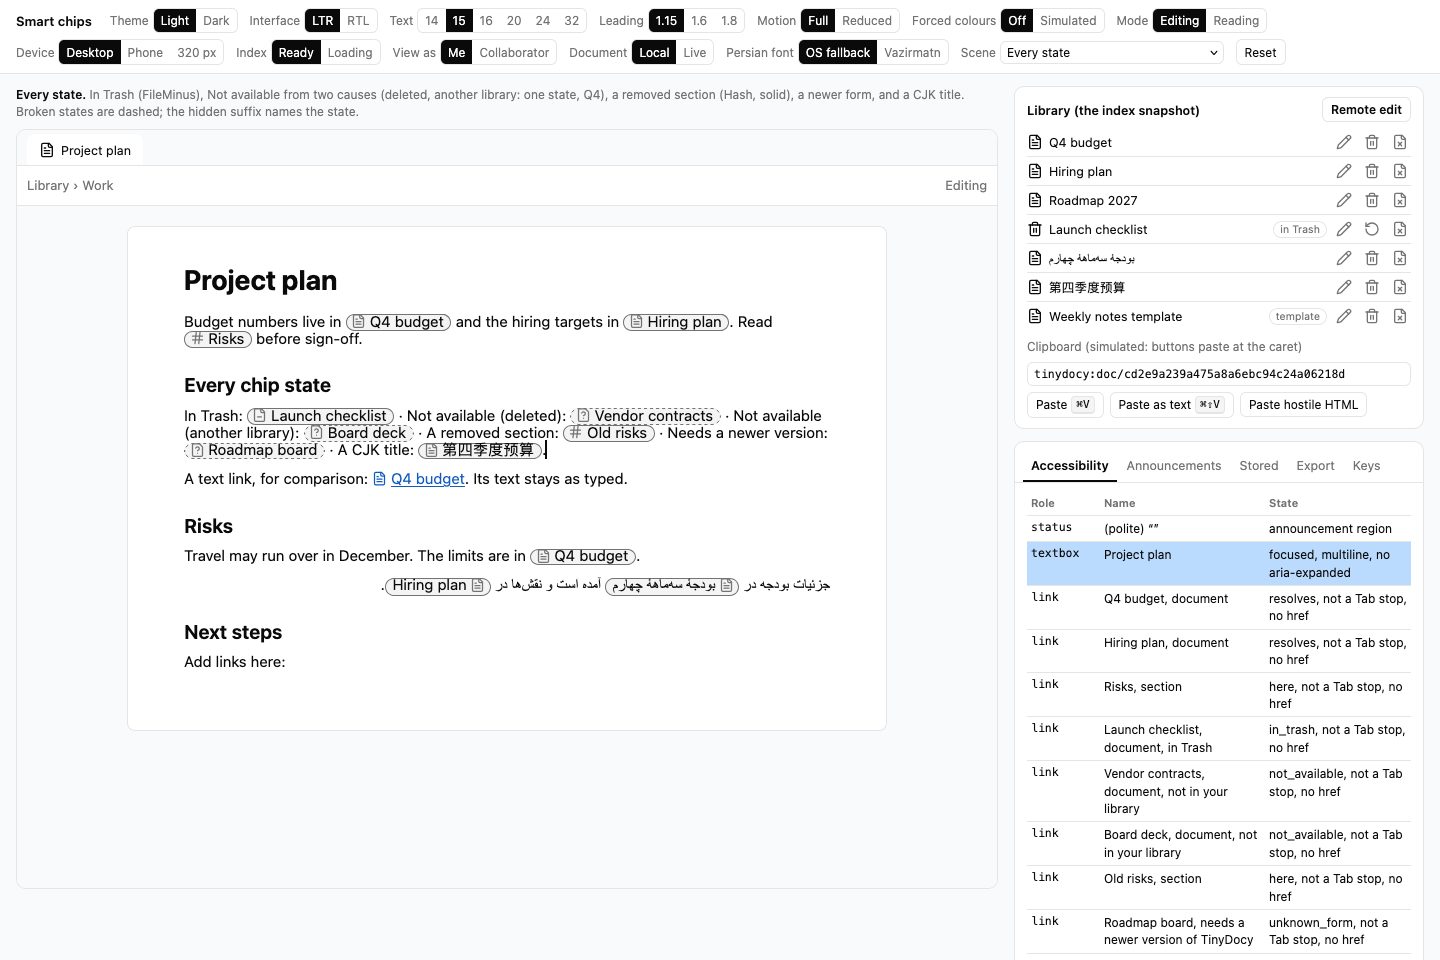 Smart chips Theme Light Dark Interface LTR RTL Text 14 15 16 20 24 32 Leading 1.15 1.6 1.8 Motion Full Reduced Forced colours Off Simulated Mode Editing Reading
Device Desktop Phone 320 px Index Ready Loading View as Me Collaborator Document Local Live Persian font OS fallback Vazirmatn Scene Every state Reset
Every state. In Trash (FileMinus), Not available from two causes (deleted, another library: one state, Q4), a removed section (Hash, solid), a newer form, and a CJK title.
Broken states are dashed; the hidden suffix names the state.
Project plan
Library › Work Editing
Project plan
Budget numbers live in Q4 budget and the hiring targets in Hiring plan. Read
# Risks before sign-off.
Every chip state
In Trash: Launch checklist · Not available (deleted): Vendor contracts · Not available
(another library): Board deck · A removed section: # Old risks · Needs a newer version:
Roadmap board · A CJK title: 第四季度预算.
A text link, for comparison: Q4 budget. Its text stays as typed.
Risks
Travel may run over in December. The limits are in Q4 budget.
جزئیات بودجه در بودجهٔ سه‌ماههٔ چهارم آمده است و نقش‌ها در Hiring plan.
Next steps
Add links here:
Library (the index snapshot) Remote edit
Q4 budget
Hiring plan
Roadmap 2027
Launch checklist in Trash
بودجهٔ سه‌ماههٔ چهارم
第四季度预算
Weekly notes template template
Clipboard (simulated: buttons paste at the caret)
tinydocy:doc/cd2e9a239a475a8a6ebc94c24a06218d
Paste ⌘V Paste as text ⌘⇧V Paste hostile HTML
Accessibility Announcements Stored Export Keys
Role Name State
status (polite) “” announcement region
textbox Project plan focused, multiline, no
aria-expanded
link Q4 budget, document resolves, not a Tab stop,
no href
link Hiring plan, document resolves, not a Tab stop,
no href
link Risks, section here, not a Tab stop, no
href
link Launch checklist, in_trash, not a Tab stop,
document, in Trash no href
link Vendor contracts, not_available, not a Tab
document, not in your stop, no href
library
link Board deck, document, not not_available, not a Tab
in your library stop, no href
link Old risks, section here, not a Tab stop, no
href
link Roadmap board, needs a unknown_form, not a
newer version of TinyDocy Tab stop, no href